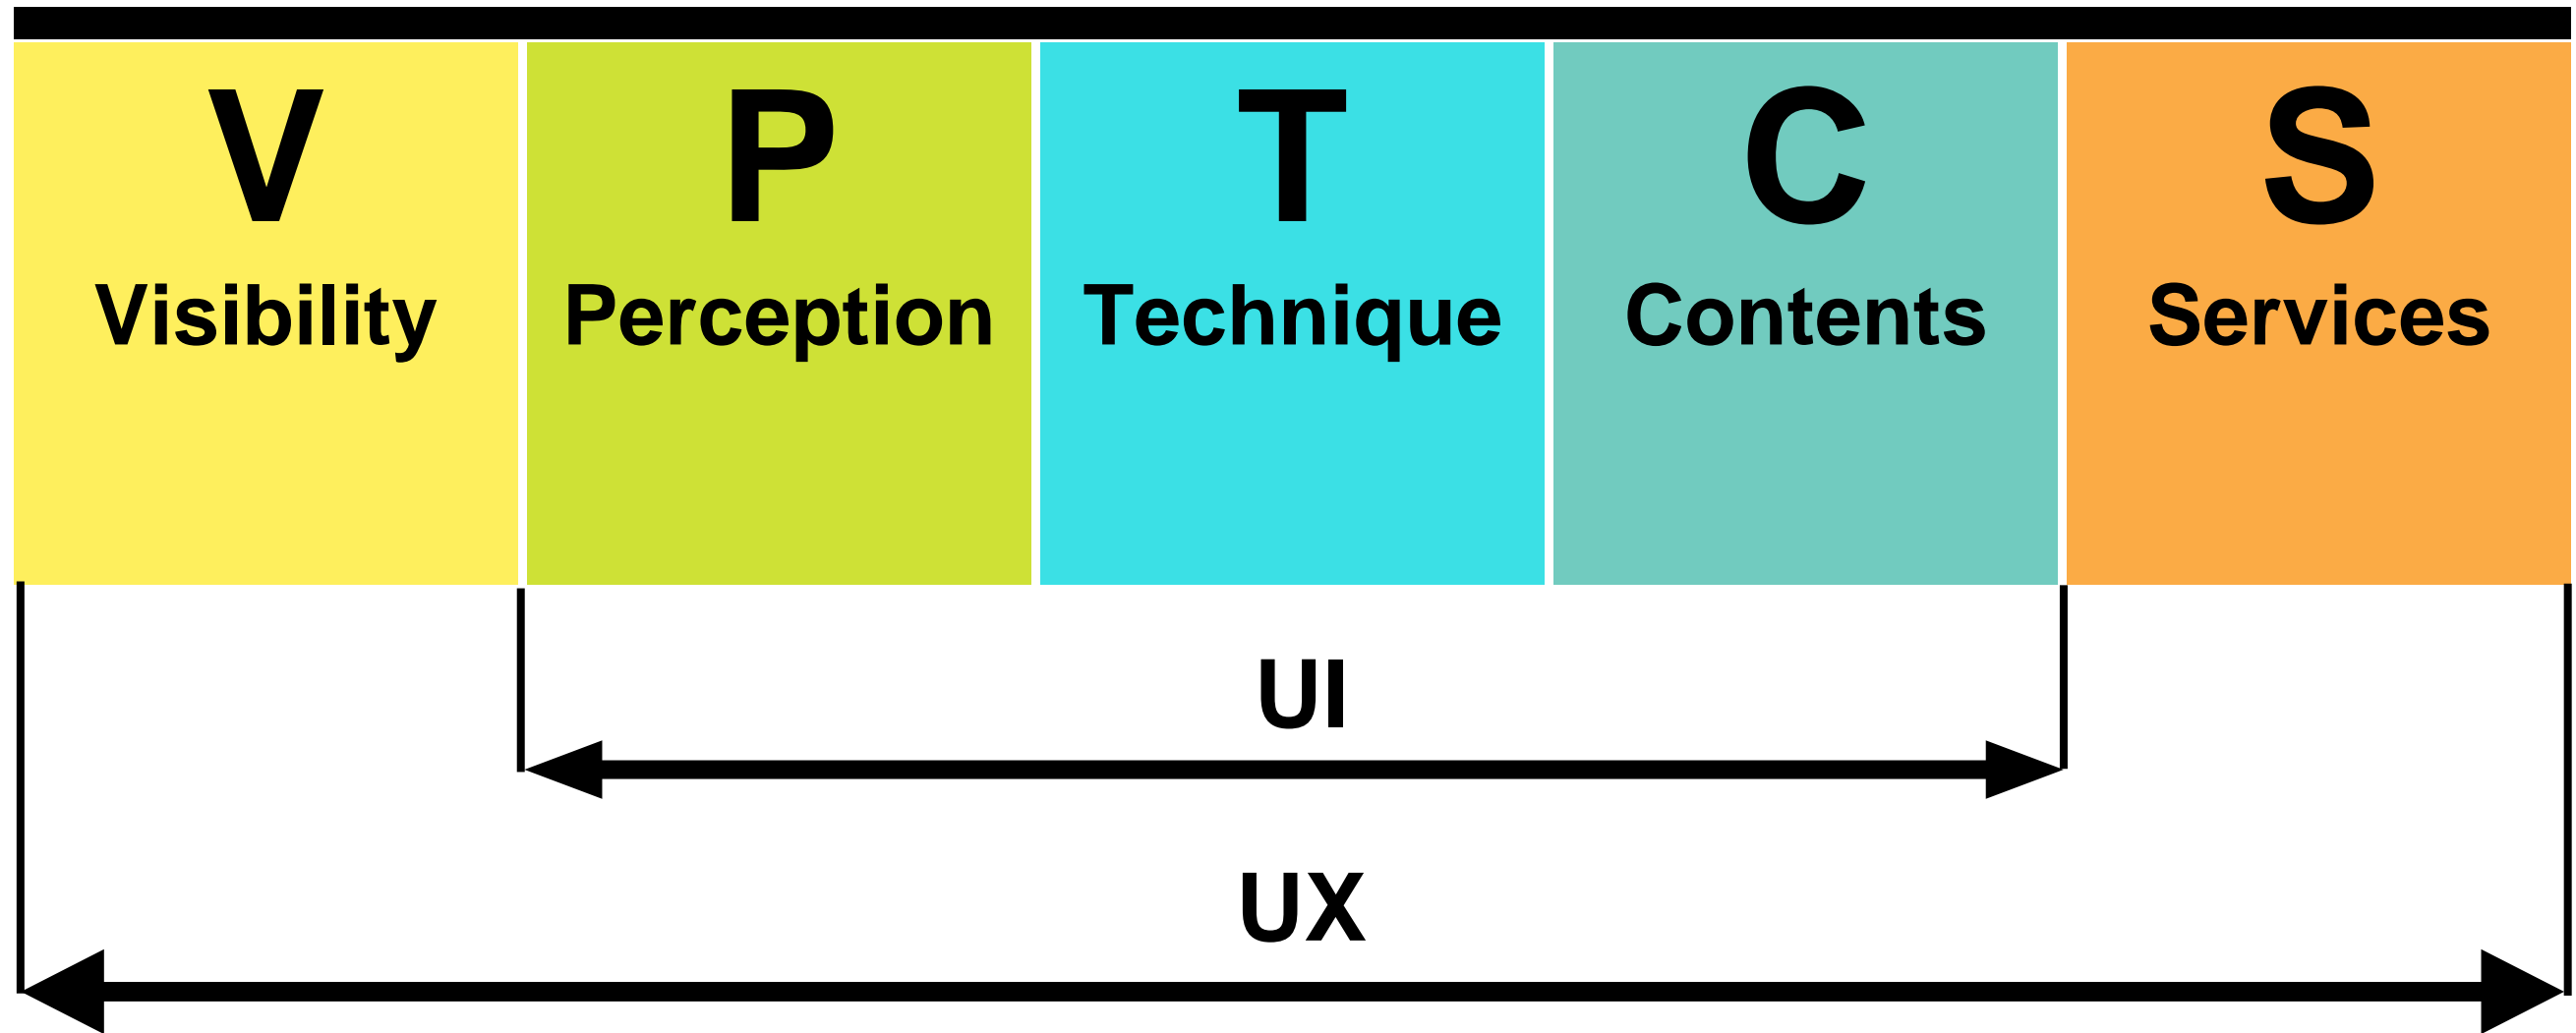 V P T C S
Visibility Perception Technique Contents Services
UI
UX